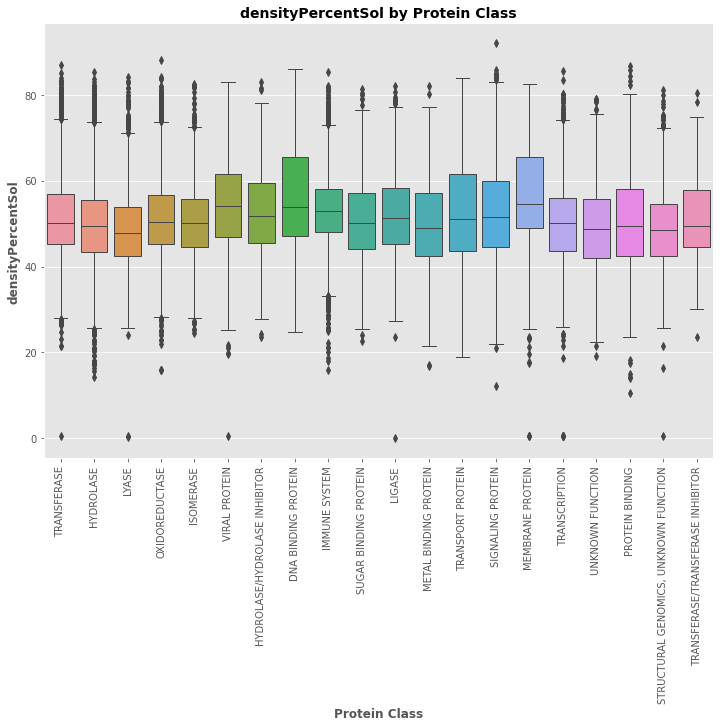 densityPercentSol by Protein Class
densityPercentSol
80
60
40
20
0
TRANSFERASE
HYDROLASE
LYASE
OXIDOREDUCTASE
ISOMERASE
VIRAL PROTEIN
HYDROLASE/HYDROLASE INHIBITOR
DNA BINDING PROTEIN
IMMUNE SYSTEM
SUGAR BINDING PROTEIN
LIGASE
METAL BINDING PROTEIN
TRANSPORT PROTEIN
SIGNALING PROTEIN
MEMBRANE PROTEIN
TRANSCRIPTION
UNKNOWN FUNCTION
PROTEIN BINDING
STRUCTURAL GENOMICS, UNKNOWN FUNCTION
TRANSFERASE/TRANSFERASE INHIBITOR
Protein Class